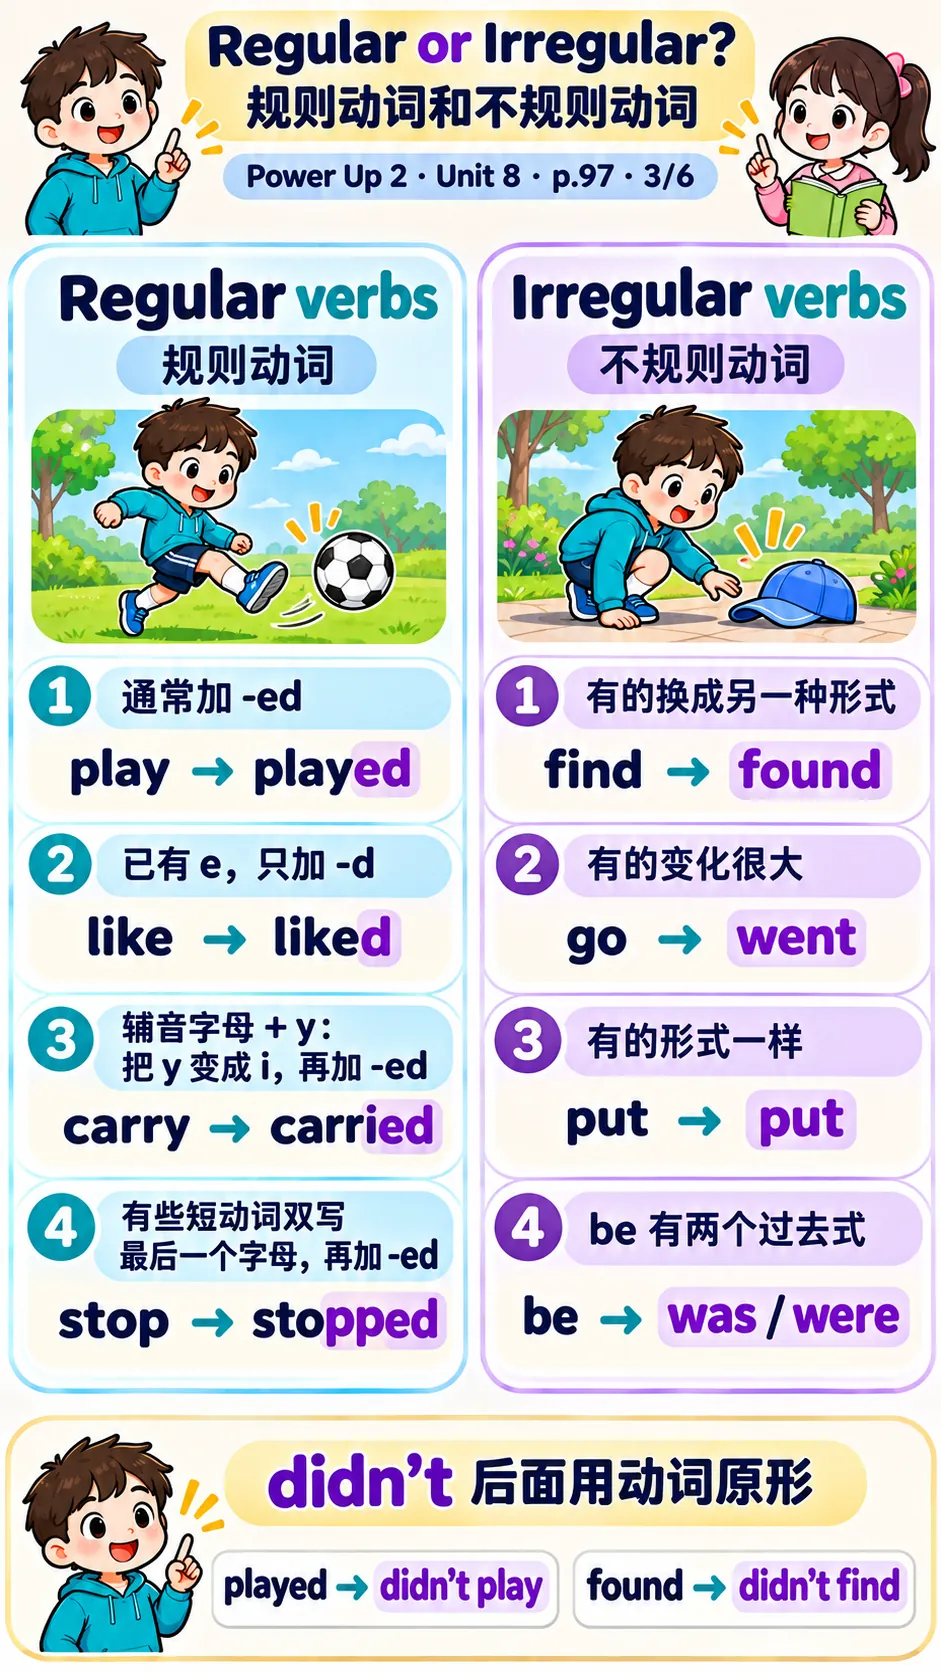 Regular or Irregular?
规则动词和不规则动词
Power Up 2 · Unit 8 · p.97 · 3/6
Regular verbs
规则动词
1 通常加 -ed
play → played
2 已有 e，只加 -d
like → liked
3 辅音字母 + y：
把 y 变成 i，再加 -ed
carry → carried
4 有些短动词双写
最后一个字母，再加 -ed
stop → stopped
Irregular verbs
不规则动词
1 有的换成另一种形式
find → found
2 有的变化很大
go → went
3 有的形式一样
put → put
4 be 有两个过去式
be → was / were
didn't 后面用动词原形
played → didn't play
found → didn't find